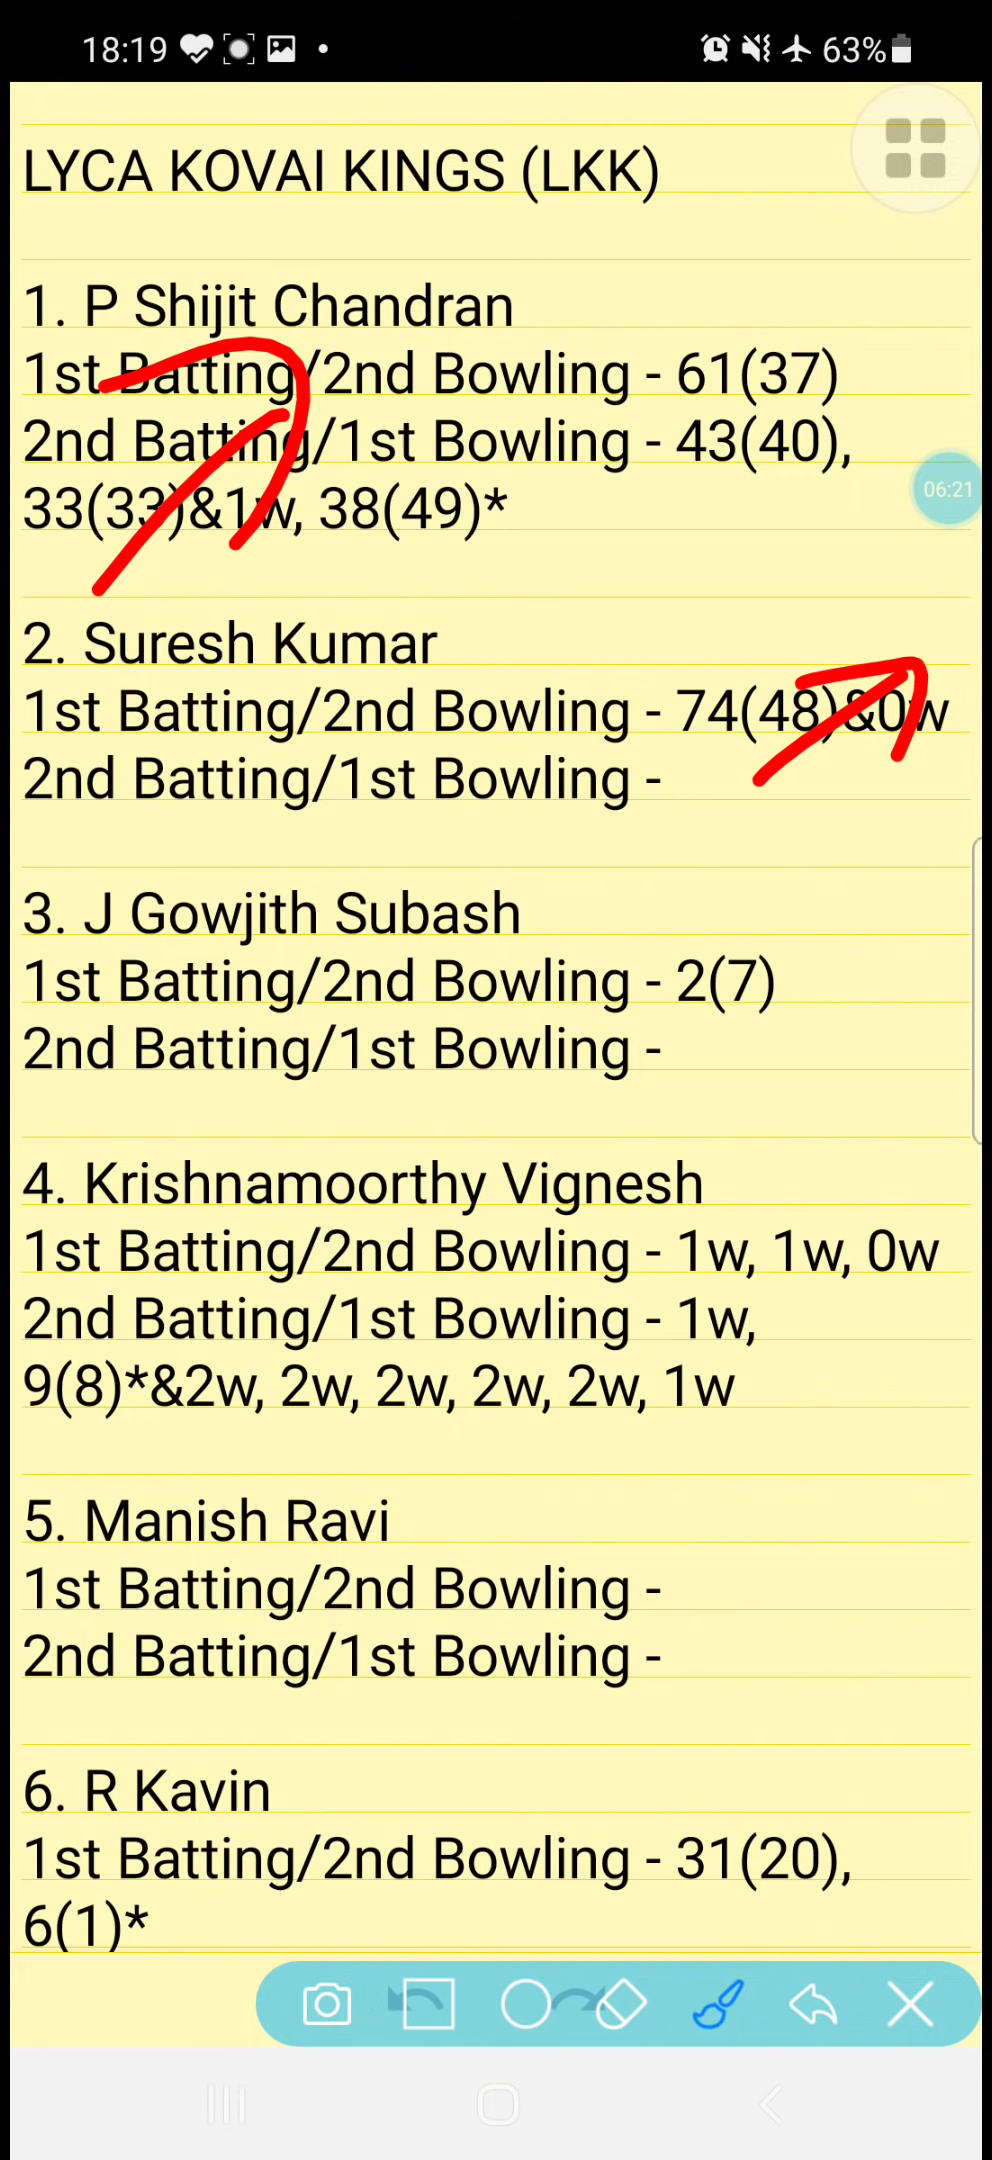 18:19
63%
LYCA KOVAI KINGS (LKK)
1. P Shijit Chandran
1st Batting/2nd Bowling - 61(37)
2nd Batting/1st Bowling - 43(40),
33(33)&1w, 38(49)*
06:21
2. Suresh Kumar
1st Batting/2nd Bowling - 74(48)&0w
2nd Batting/1st Bowling -
3. J Gowjith Subash
1st Batting/2nd Bowling - 2(7)
2nd Batting/1st Bowling -
4. Krishnamoorthy Vignesh
1st Batting/2nd Bowling - 1w, 1w, 0w
2nd Batting/1st Bowling - 1w,
9(8)*&2w, 2w, 2w, 2w, 2w, 1w
5. Manish Ravi
1st Batting/2nd Bowling -
2nd Batting/1st Bowling -
6. R Kavin
1st Batting/2nd Bowling - 31(20),
6(1)*